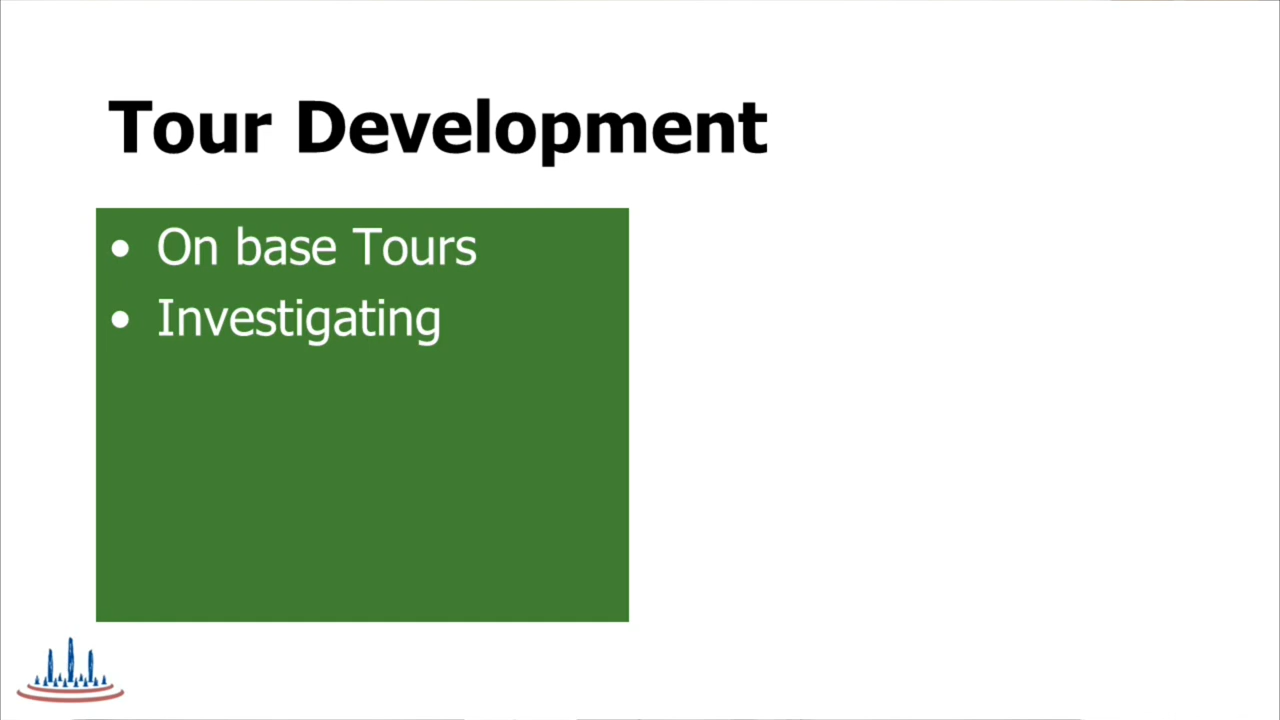 Tour Development
• On base Tours
• Investigating